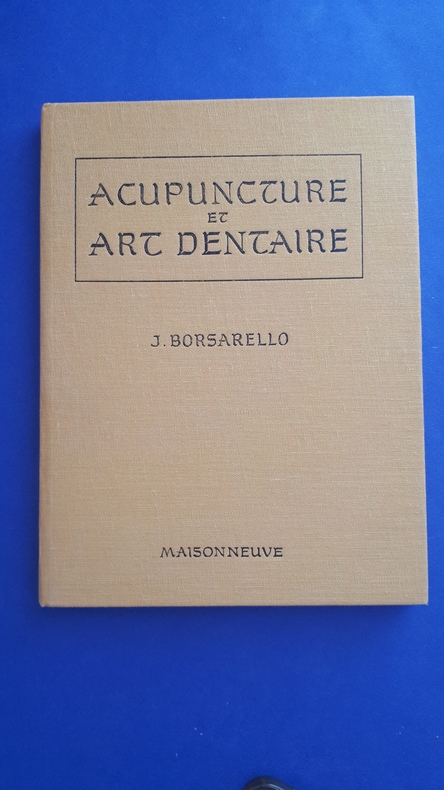 ACUPUNCTURE
ET
ART DENTAIRE
J. BORSARELLO
MAISONNEUVE